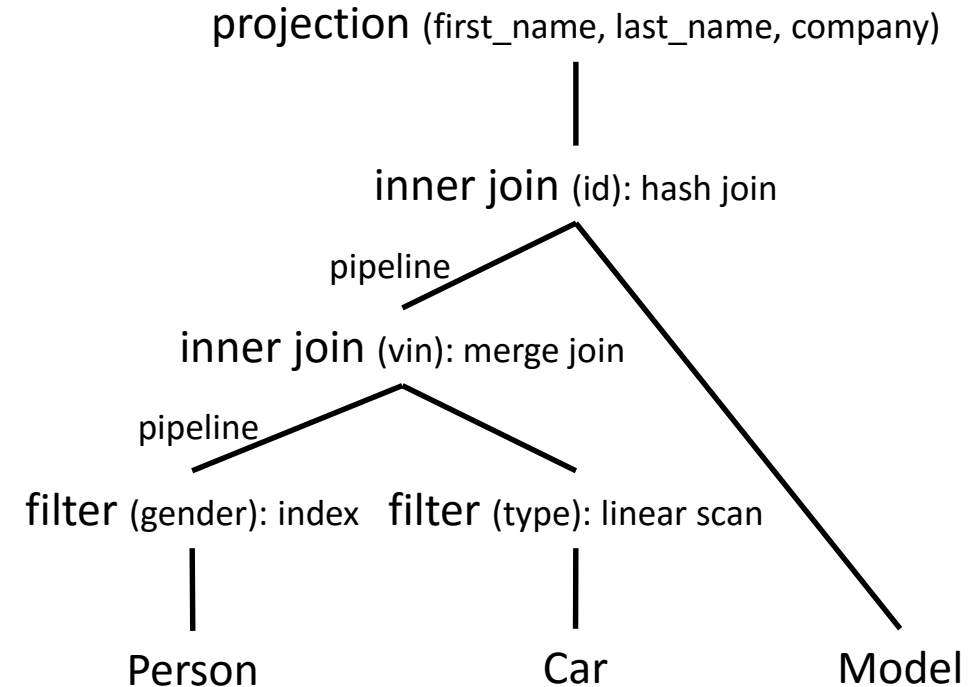 projection (first_name, last_name, company)
inner join (id): hash join
pipeline
inner join (vin): merge join
pipeline
filter (gender): index filter (type): linear scan
Person Car Model